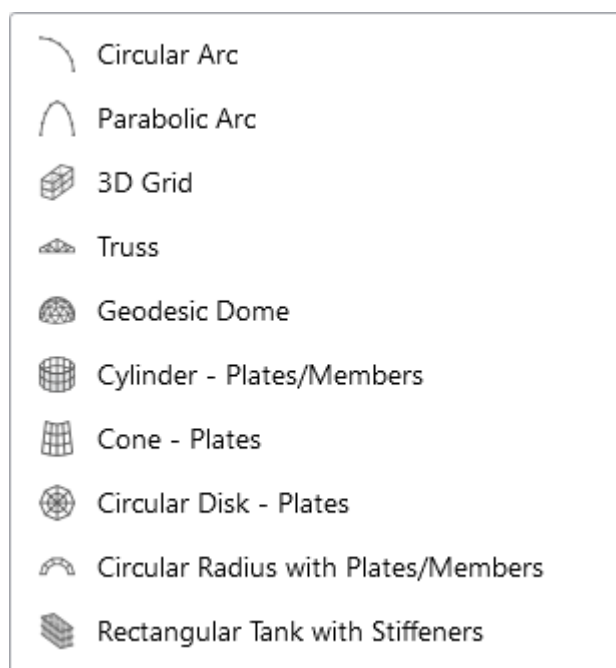 Circular Arc
Parabolic Arc
3D Grid
Truss
Geodesic Dome
Cylinder - Plates/Members
Cone - Plates
Circular Disk - Plates
Circular Radius with Plates/Members
Rectangular Tank with Stiffeners